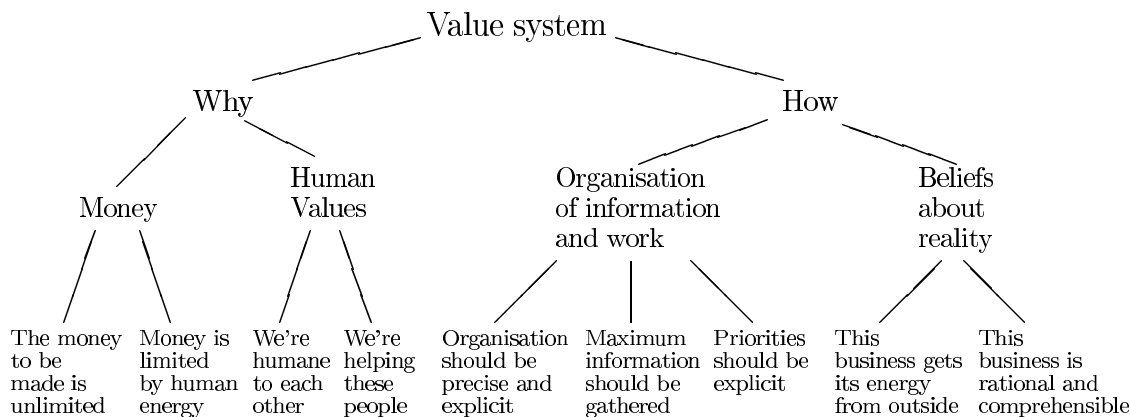 Value system
Why
How
Money
Human
Values
Organisation
of information
and work
Beliefs
about
reality
The money
to be
made is
unlimited
Money is
limited
by human
energy
We're
humane
to each
other
We're
helping
these
people
Organisation
should be
precise and
explicit
Maximum
information
should be
gathered
Priorities
should be
explicit
This
business gets
its energy
from outside
This
business is
rational and
comprehensible